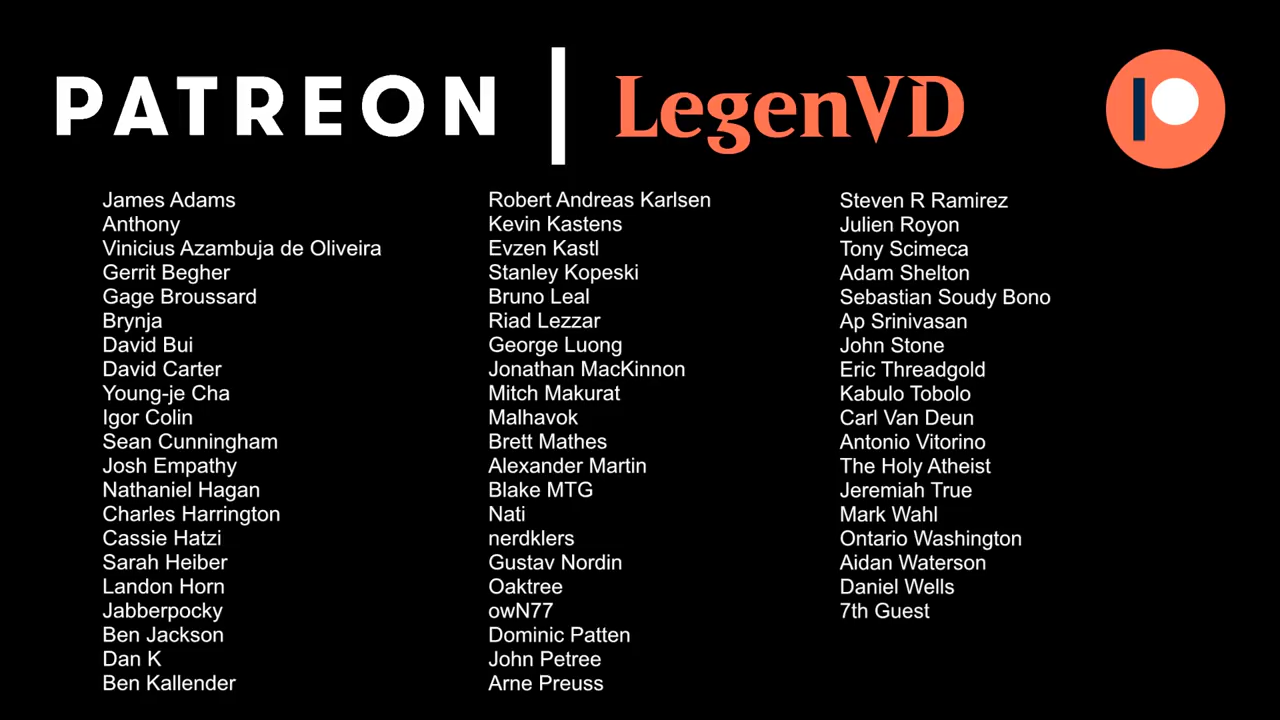 PATREON | LegenVD
James Adams
Anthony
Vinicius Azambuja de Oliveira
Gerrit Begher
Gage Broussard
Brynja
David Bui
David Carter
Young-je Cha
Igor Colin
Sean Cunningham
Josh Empathy
Nathaniel Hagan
Charles Harrington
Cassie Hatzi
Sarah Heiber
Landon Horn
Jabberpocky
Ben Jackson
Dan K
Ben Kallender
Robert Andreas Karlsen
Kevin Kastens
Evzen Kastl
Stanley Kopeski
Bruno Leal
Riad Lezzar
George Luong
Jonathan MacKinnon
Mitch Makurat
Malhavok
Brett Mathes
Alexander Martin
Blake MTG
Nati
nerdklers
Gustav Nordin
Oaktree
owN77
Dominic Patten
John Petree
Arne Preuss
Steven R Ramirez
Julien Royon
Tony Scimeca
Adam Shelton
Sebastian Soudy Bono
Ap Srinivasan
John Stone
Eric Threadgold
Kabulo Tobolo
Carl Van Deun
Antonio Vitorino
The Holy Atheist
Jeremiah True
Mark Wahl
Ontario Washington
Aidan Waterson
Daniel Wells
7th Guest